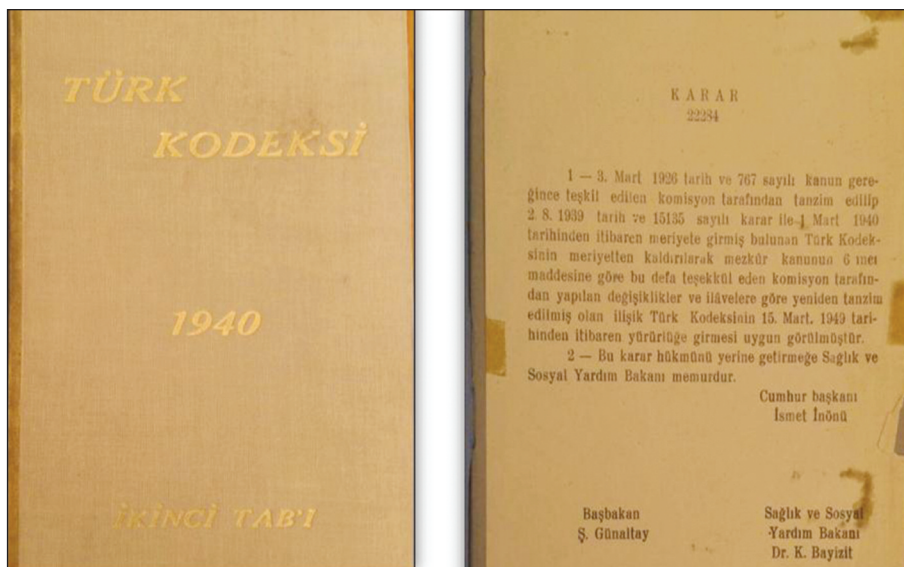 TÜRK
KODEKSİ
1940
İKİNCİ TAB'I
KARAR
22284
1 — 3. Mart 1926 tarih ve 767 sayılı kanun gere-
ğince teşkil edilen komisyon tarafından tanzim edilip
2. 8. 1939 tarih ve 15135 sayılı karar ile 1 Mart 1940
tarihinden itibaren meriyete girmiş bulunan Türk Kodek-
sinin meriyetten kaldırılarak mezkûr kanunun 6 ıncı
maddesine göre bu defa teşekkül eden komisyon tarafın-
dan yapılan değişiklikler ve ilâvelere göre yeniden tanzim
edilmiş olan ilişik Türk Kodeksinin 15. Mart. 1949 tari-
hinden itibaren yürürlüğe girmesi uygun görülmüştür.
2 — Bu karar hükmünü yerine getirmeğe Sağlık ve
Sosyal Yardım Bakanı memurdur.
Cumhur başkanı
İsmet İnönü
Başbakan
Ş. Günaltay
Sağlık ve Sosyal
Yardım Bakanı
Dr. K. Bayizit